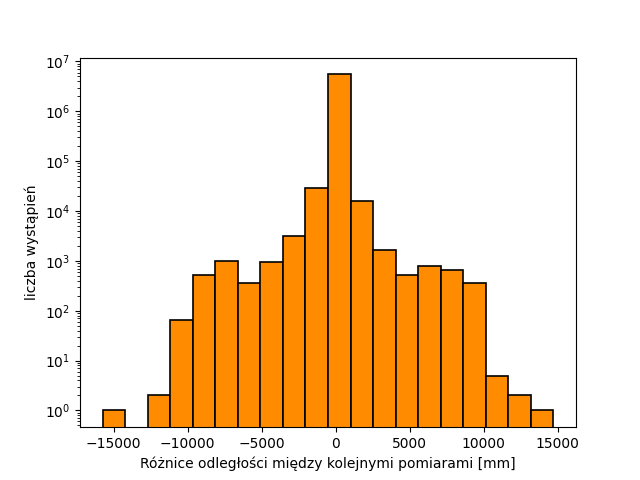 10⁷
10⁶
10⁵
10⁴
10³
10²
10¹
10⁰
liczba wystąpień
−15000 −10000 −5000 0 5000 10000 15000
Różnice odległości między kolejnymi pomiarami [mm]